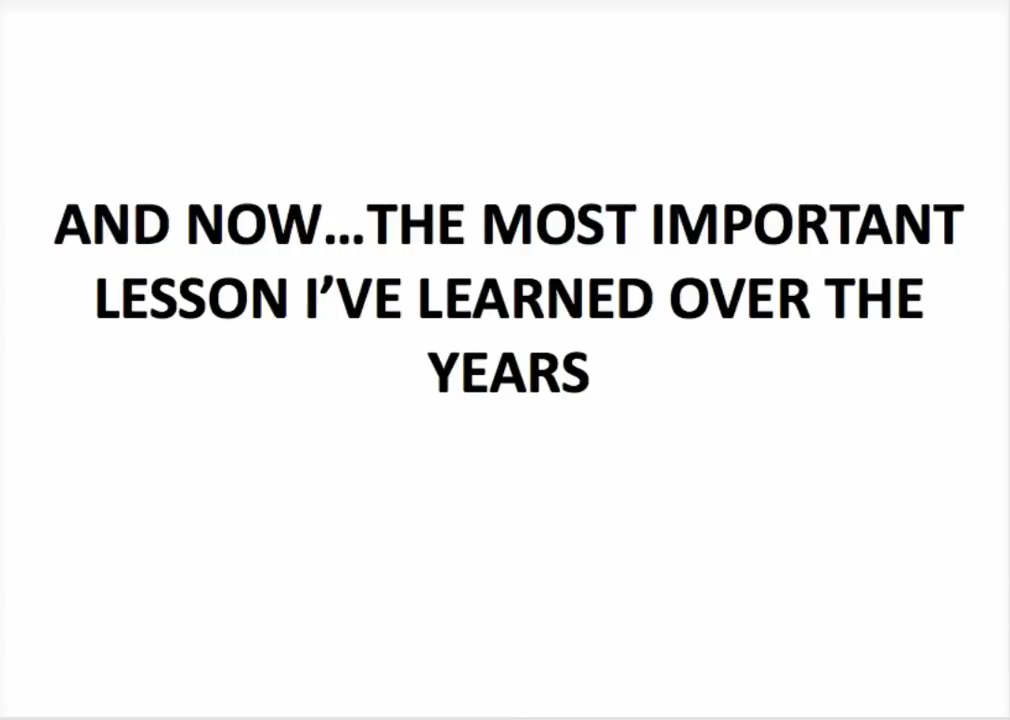 AND NOW...THE MOST IMPORTANT
LESSON I’VE LEARNED OVER THE
YEARS